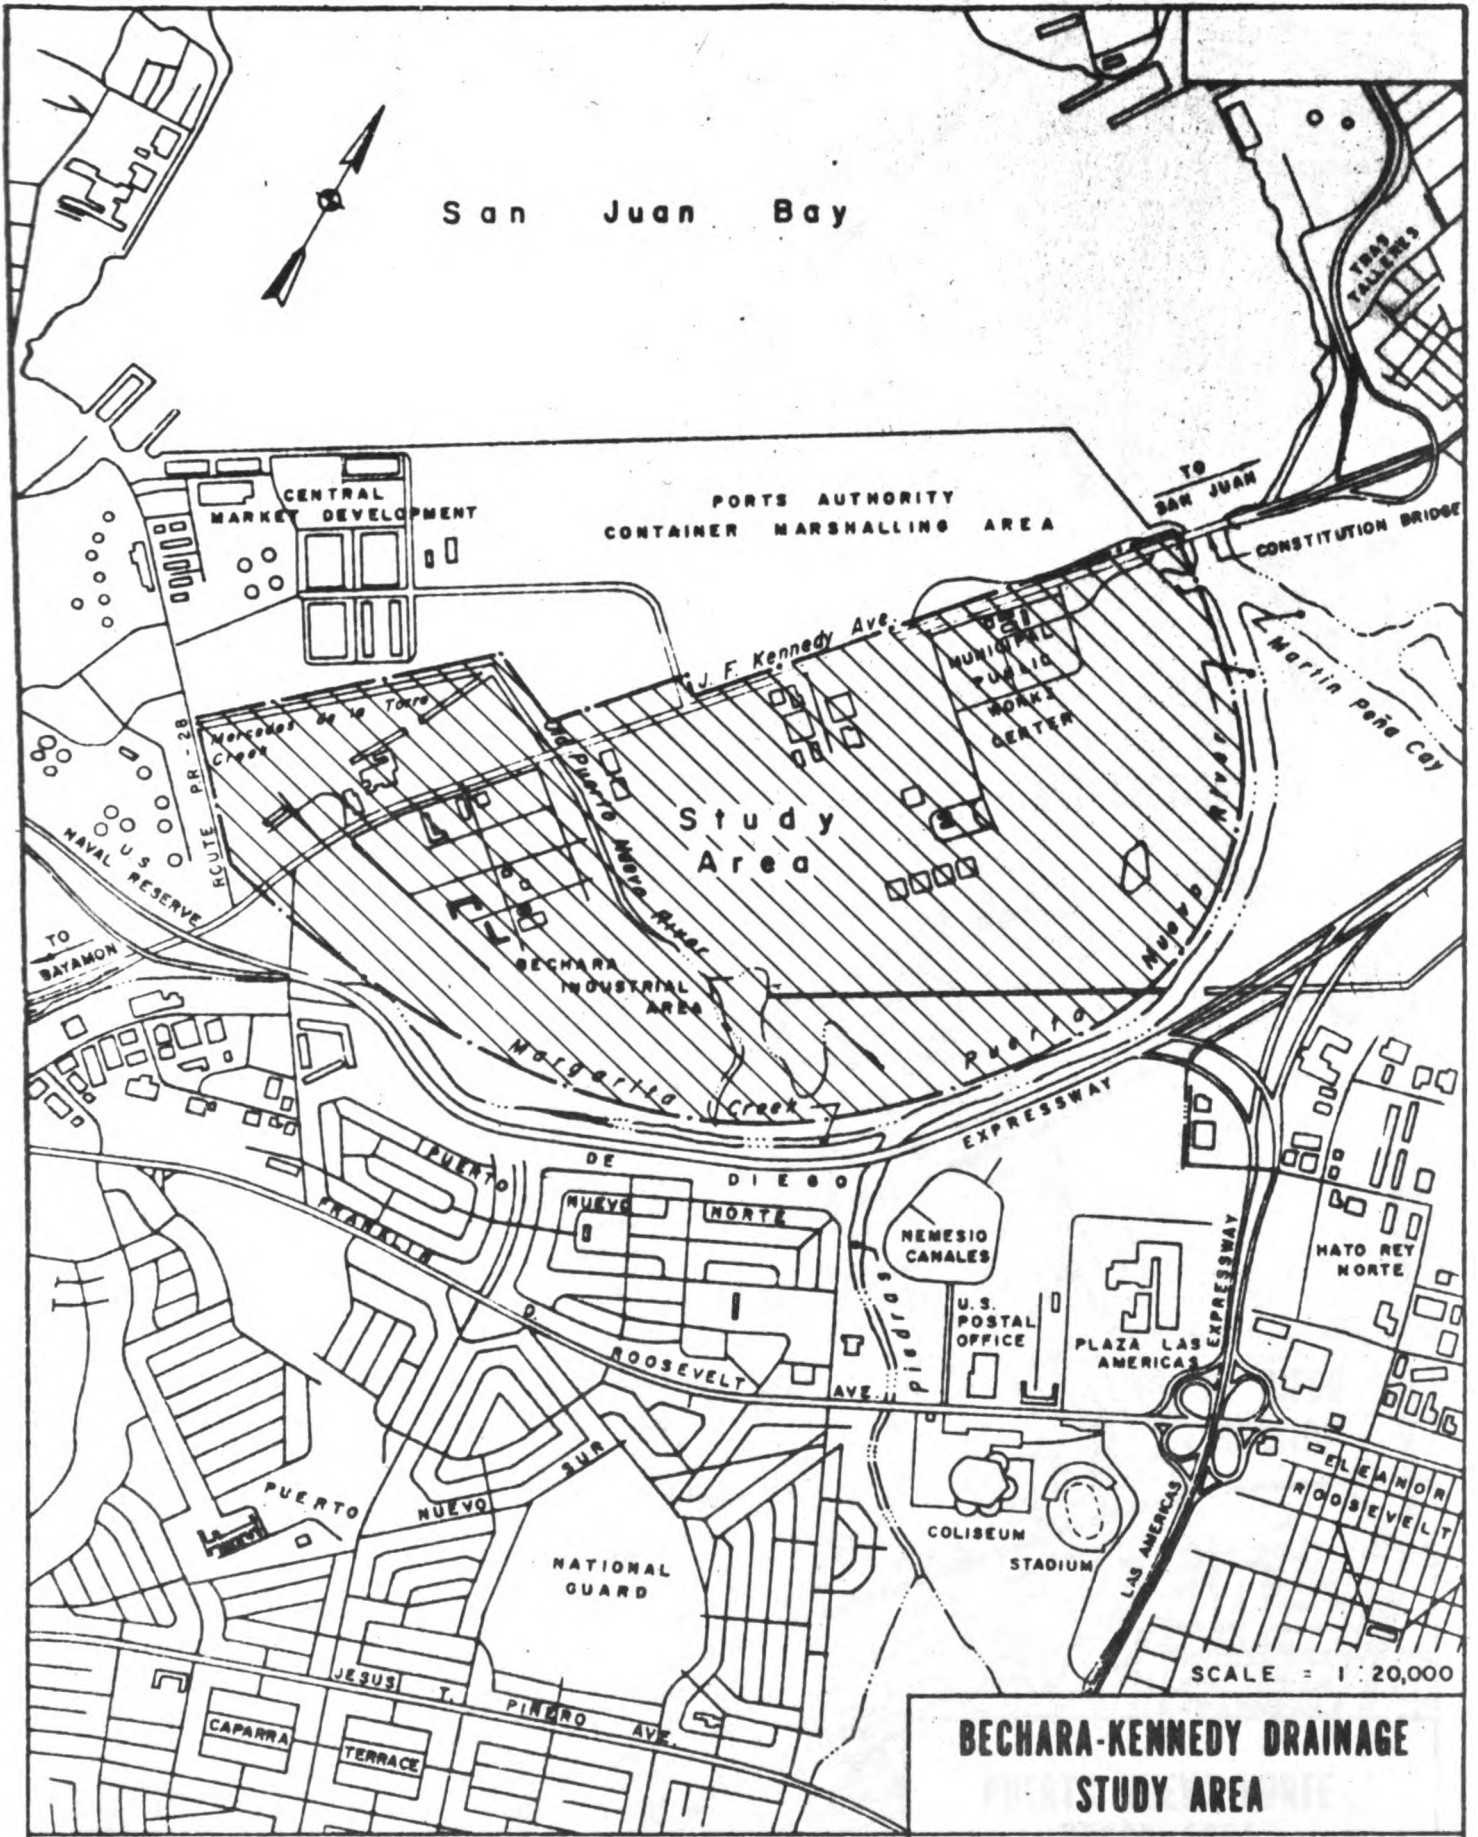 San Juan Bay
TRAS
TALLERES
TO
SAN JUAN
CONSTITUTION BRIDGE
CENTRAL
MARKET DEVELOPMENT
PORTS AUTHORITY
CONTAINER MARSHALLING AREA
J. F. Kennedy Ave.
MUNICIPAL
PUBLIC
WORKS
CENTER
Martin Peña Cay
Mercedes de la Torre
Creek
ROUTE PR-28
Old Puerto Nuevo River
Study
Area
Puerto Nuevo River
U.S.
NAVAL RESERVE
TO
BAYAMON
BECHARA
INDUSTRIAL
AREA
Margarita Creek
DE DIEGO EXPRESSWAY
PUERTO
NUEVO NORTE
FRANKLIN D. ROOSEVELT AVE.
NEMESIO
CANALES
piedras
U.S.
POSTAL
OFFICE
PLAZA LAS
AMERICAS
HATO REY
NORTE
LAS AMERICAS EXPRESSWAY
ELEANOR
ROOSEVELT
PUERTO NUEVO SUR
COLISEUM
STADIUM
NATIONAL
GUARD
JESUS T. PIÑERO AVE.
CAPARRA
TERRACE
SCALE = 1:20,000
BECHARA-KENNEDY DRAINAGE
STUDY AREA